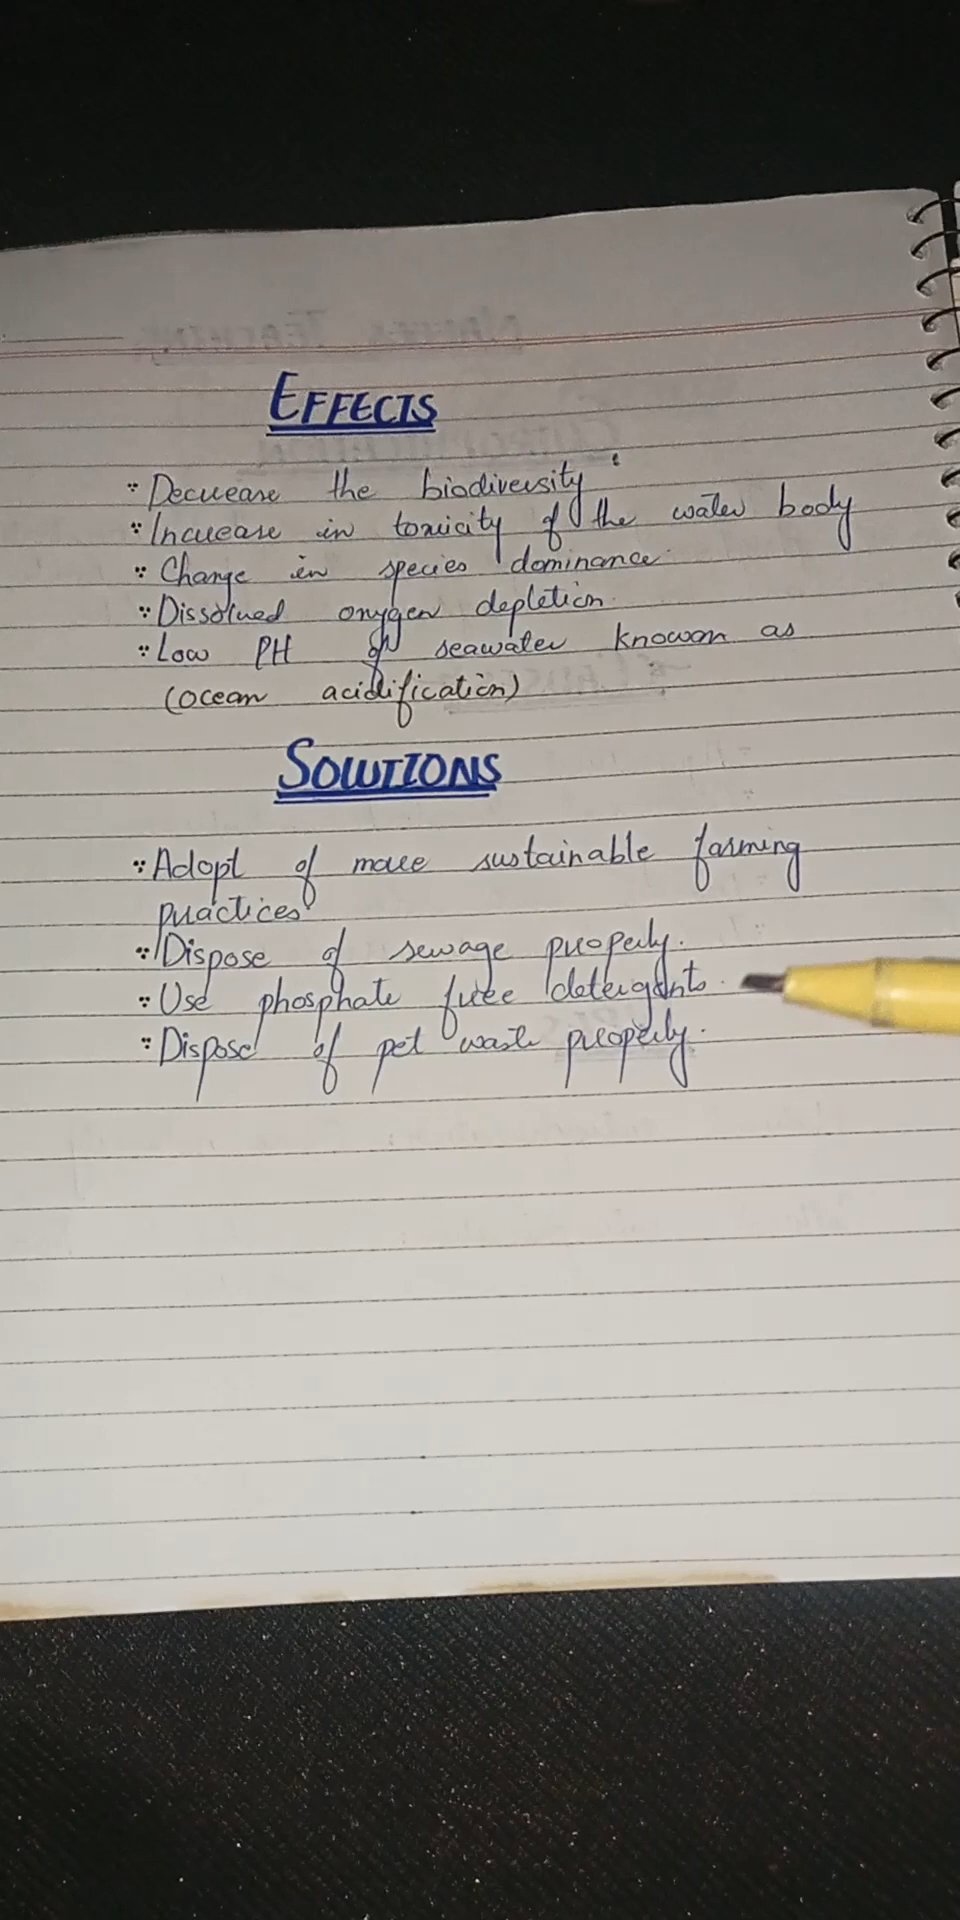 EFFECTS
Decrease the biodiversity
Increase in toxicity of the water body
Change in species dominance.
Dissolved oxygen depletion.
Low PH of seawater known as
(ocean acidification)
SOLUTIONS
Adopt of more sustainable farming
practices
Dispose of sewage properly.
Use phosphate free detergants.
Dispose of pet waste properly.